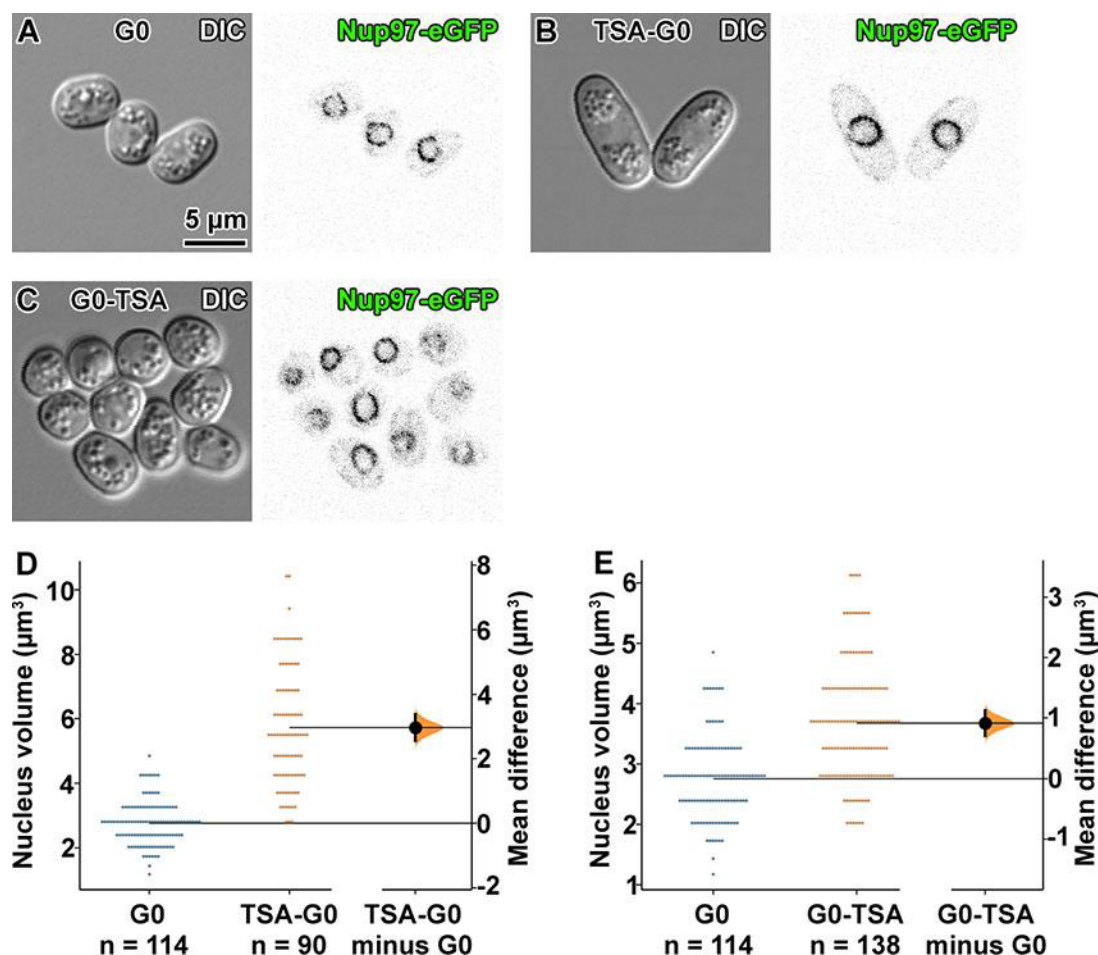 A G0 DIC Nup97-eGFP
B TSA-G0 DIC Nup97-eGFP
5 µm
C G0-TSA DIC Nup97-eGFP
D
Nucleus volume (µm³)
10
8
6
4
2
8
6
4
2
0
-2
Mean difference (µm³)
G0 TSA-G0 TSA-G0
n = 114 n = 90 minus G0
E
Nucleus volume (µm³)
6
5
4
3
2
1
3
2
1
0
-1
Mean difference (µm³)
G0 G0-TSA G0-TSA
n = 114 n = 138 minus G0